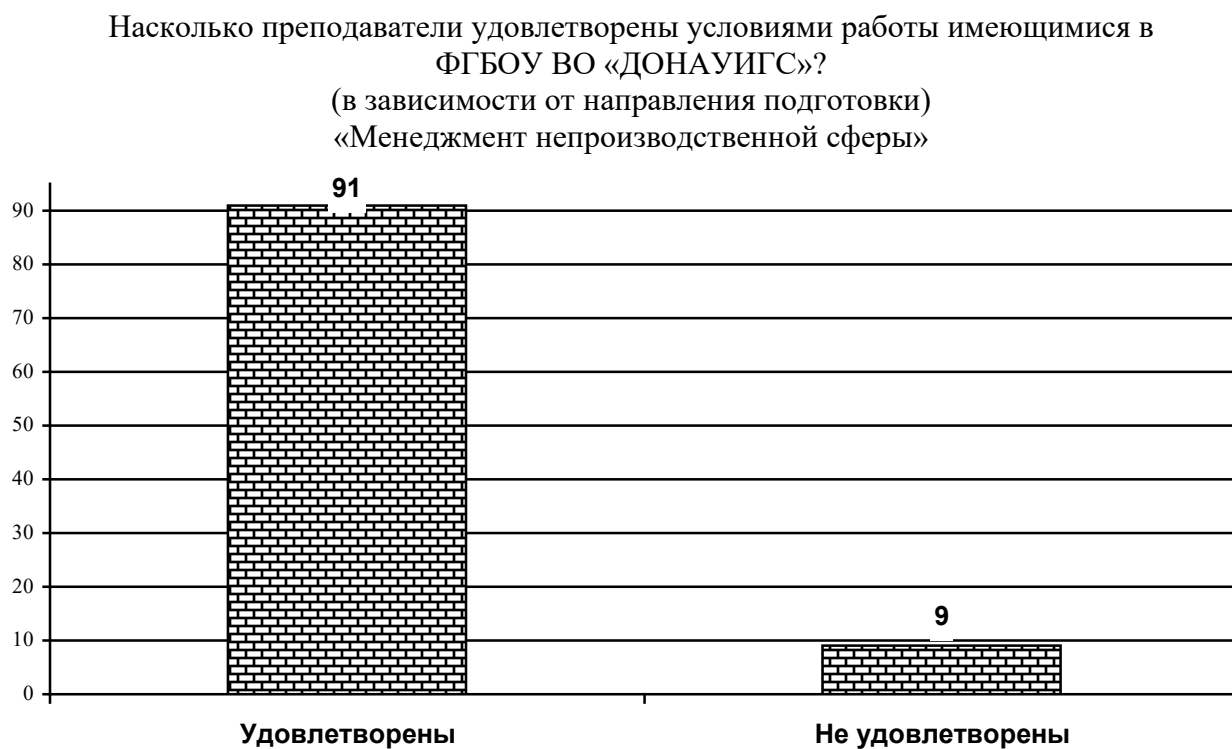 Насколько преподаватели удовлетворены условиями работы имеющимися в
ФГБОУ ВО «ДОНАУИГС»?
(в зависимости от направления подготовки)
«Менеджмент непроизводственной сферы»
91
90
80
70
60
50
40
30
20
9
10
0
Удовлетворены
Не удовлетворены